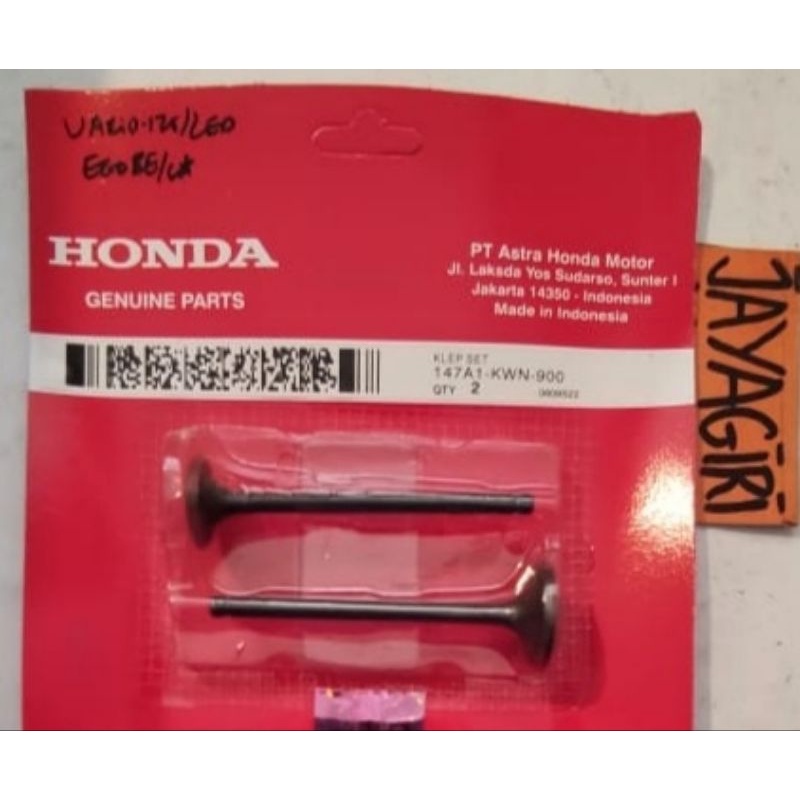 VARIO-125/LED
HONDA
GENUINE PARTS
PT Astra Honda Motor
Jl. Laksda Yos Sudarso, Sunter I
Jakarta 14350 - Indonesia
Made in Indonesia
KLEP SET
147A1-KWN-900
QTY 2
JAYAGIRI